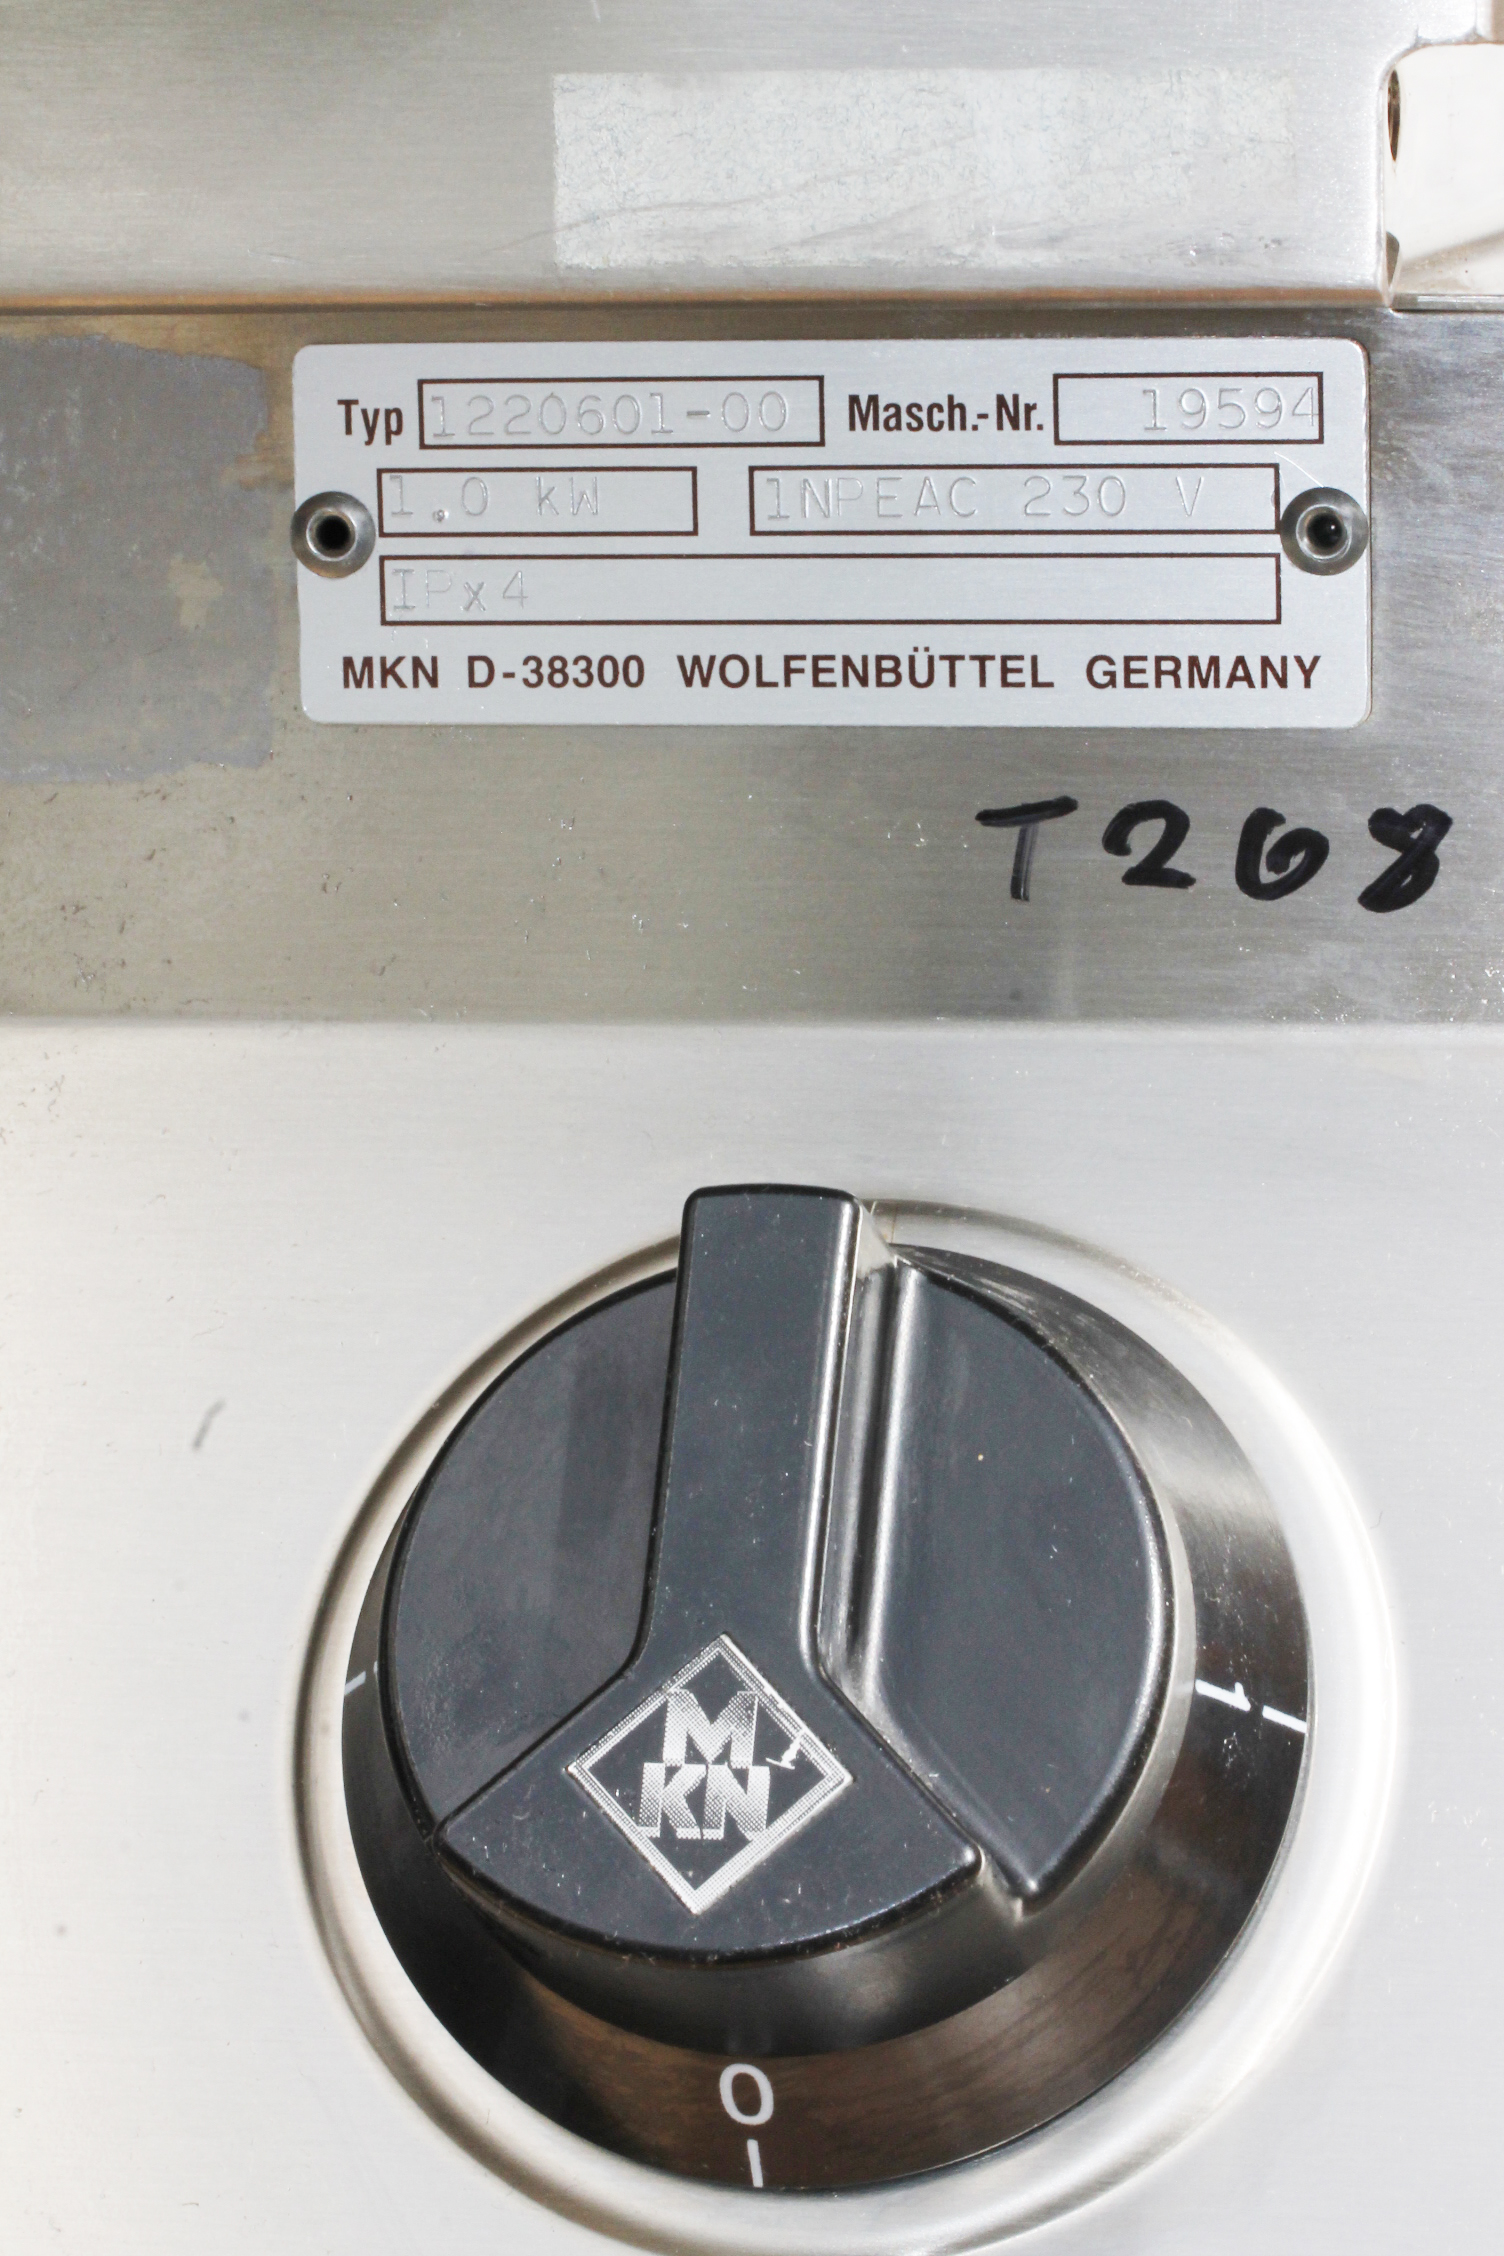 Typ 1220601-00 Masch.-Nr. 19594
1.0 kW 1NPEAC 230 V
IPx4
MKN D-38300 WOLFENBÜTTEL GERMANY
T208
M
KN
1
0